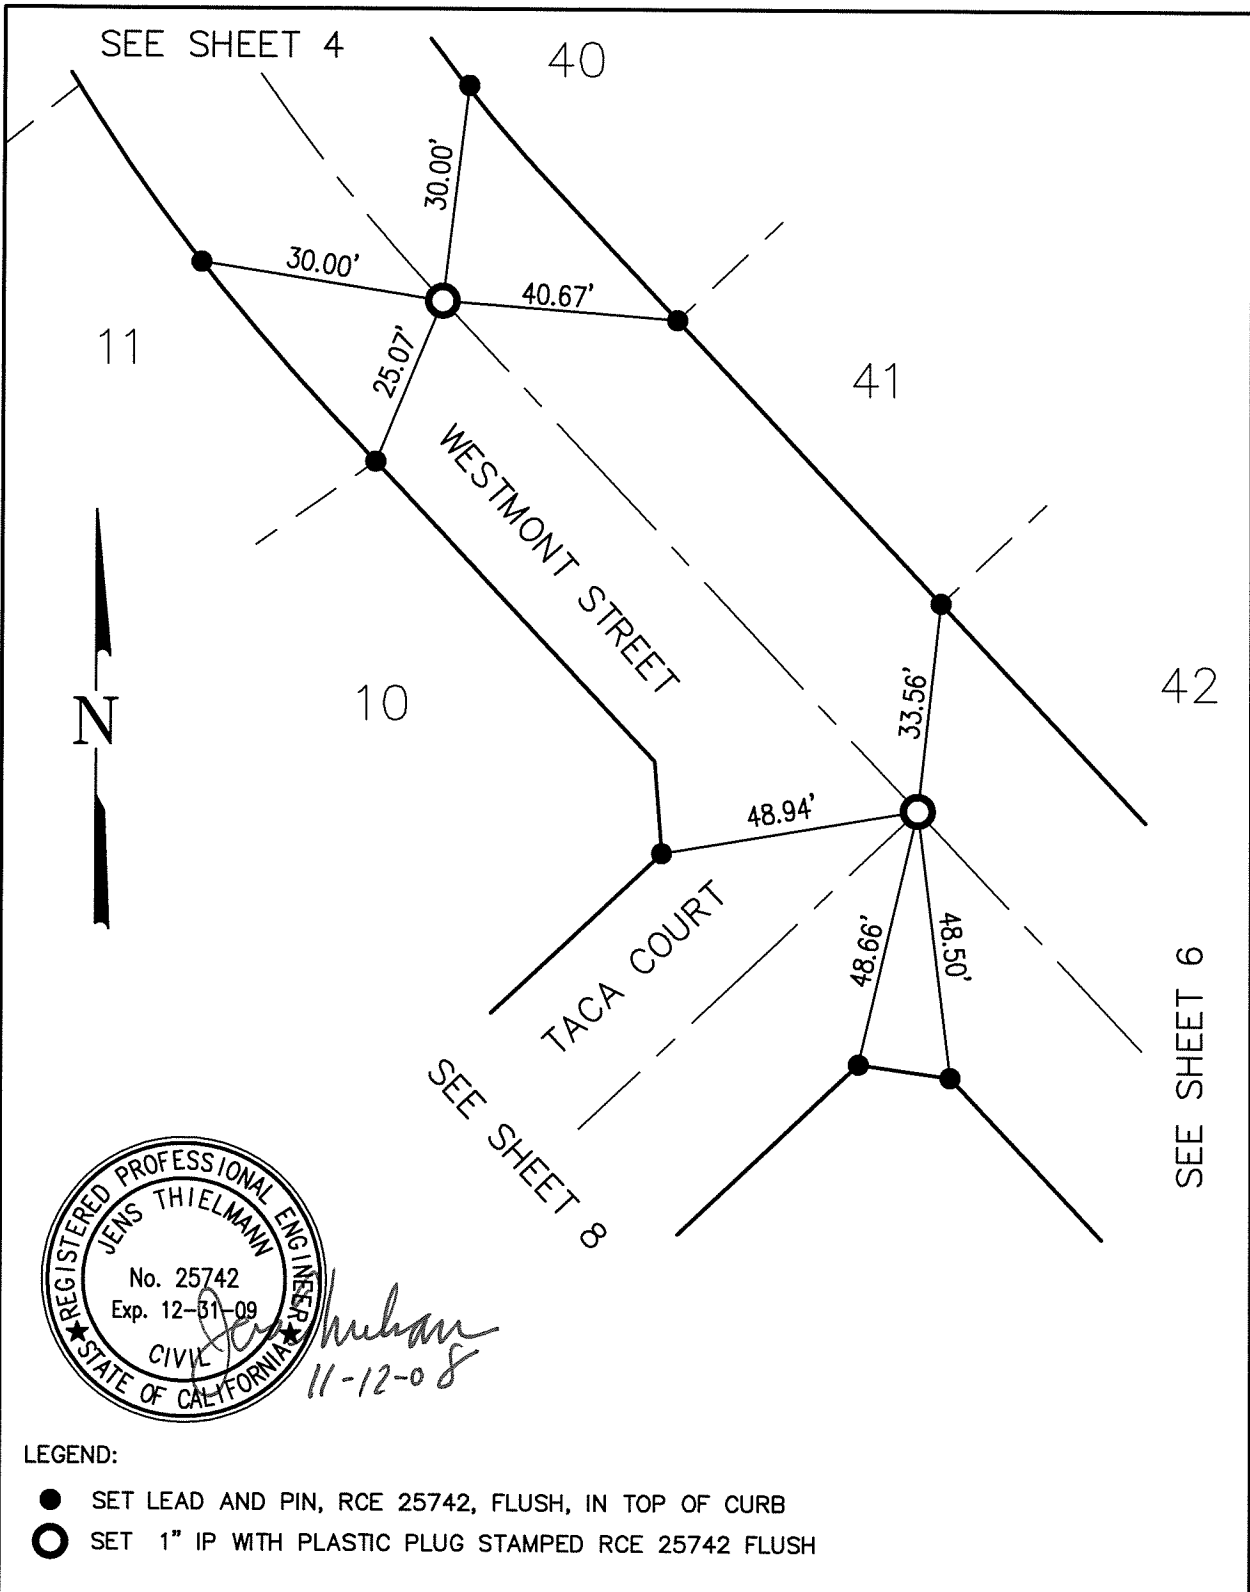 SEE SHEET 4
40
30.00'
30.00'
40.67'
11
25.07'
41
WESTMONT STREET
N
10
42
33.56'
48.94'
TACA COURT
48.66'
48.50'
SEE SHEET 6
SEE SHEET 8
REGISTERED PROFESSIONAL ENGINEER
JENS THIELMANN
No. 25742
Exp. 12-31-09
CIVIL
STATE OF CALIFORNIA
11-12-08
LEGEND:
SET LEAD AND PIN, RCE 25742, FLUSH, IN TOP OF CURB
SET 1" IP WITH PLASTIC PLUG STAMPED RCE 25742 FLUSH